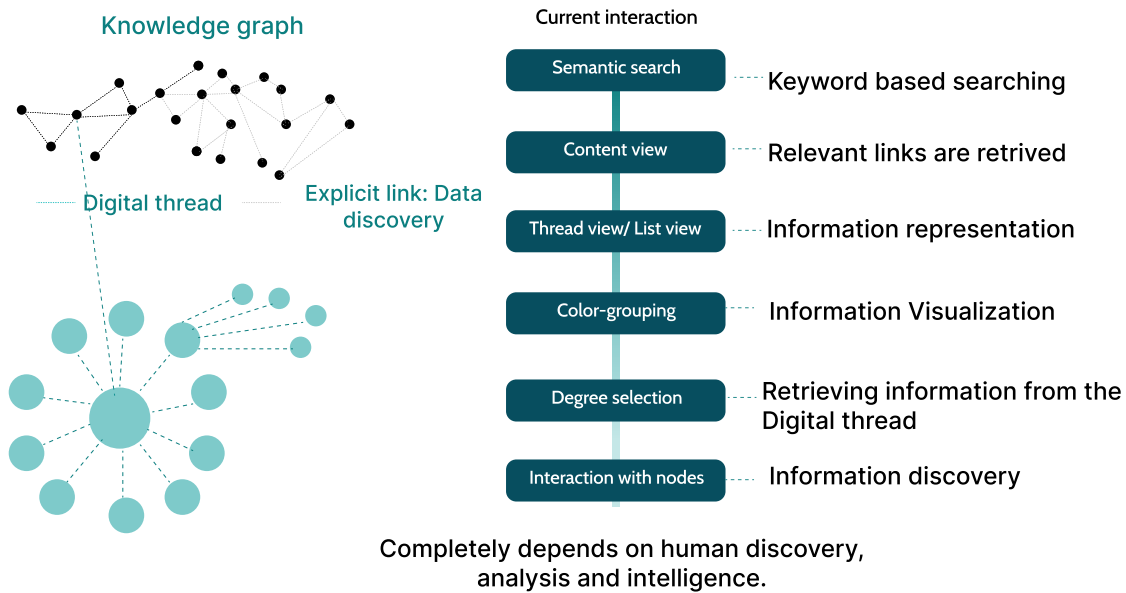 Knowledge graph
Digital thread
Explicit link: Data
discovery
Current interaction
Semantic search
Keyword based searching
Content view
Relevant links are retrived
Thread view/ List view
Information representation
Color-grouping
Information Visualization
Degree selection
Retrieving information from the
Digital thread
Interaction with nodes
Information discovery
Completely depends on human discovery,
analysis and intelligence.